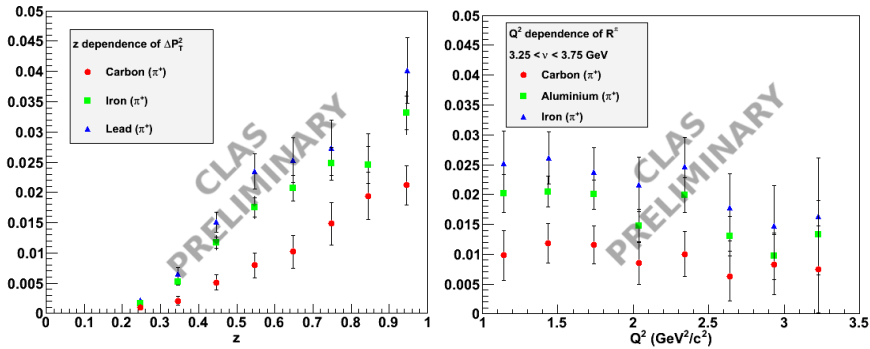 0.05
0.045
0.04
0.035
0.03
0.025
0.02
0.015
0.01
0.005
0
z dependence of ΔP_T^2
Carbon (π⁺)
Iron (π⁺)
Lead (π⁺)
CLAS
PRELIMINARY
0 0.1 0.2 0.3 0.4 0.5 0.6 0.7 0.8 0.9 1
z
0.05
0.045
0.04
0.035
0.03
0.025
0.02
0.015
0.01
0.005
0
Q² dependence of R^π
3.25 < ν < 3.75 GeV
Carbon (π⁺)
Aluminium (π⁺)
Iron (π⁺)
CLAS
PRELIMINARY
1 1.5 2 2.5 3 3.5
Q² (GeV²/c²)